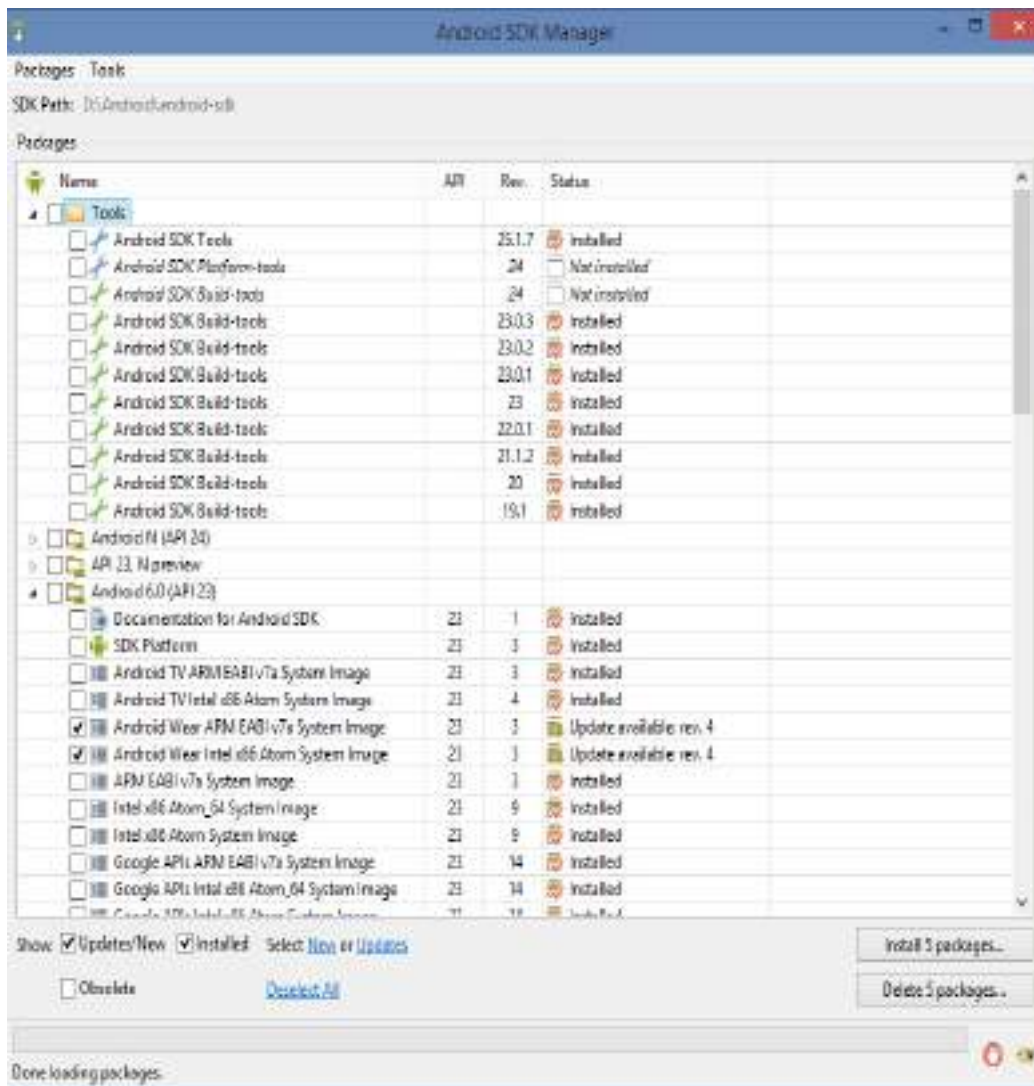 Android SDK Manager
Packages Tools
SDK Path: D:\Android\android-sdk
Packages
Name API Rev. Status
Tools
Android SDK Tools 25.1.7 Installed
Android SDK Platform-tools 24 Not installed
Android SDK Build-tools 24 Not installed
Android SDK Build-tools 23.0.3 Installed
Android SDK Build-tools 23.0.2 Installed
Android SDK Build-tools 23.0.1 Installed
Android SDK Build-tools 23 Installed
Android SDK Build-tools 22.0.1 Installed
Android SDK Build-tools 21.1.2 Installed
Android SDK Build-tools 20 Installed
Android SDK Build-tools 19.1 Installed
Android N (API 24)
API 23, N preview
Android 6.0 (API 23)
Documentation for Android SDK 23 1 Installed
SDK Platform 23 3 Installed
Android TV ARM EABI v7a System Image 23 3 Installed
Android TV Intel x86 Atom System Image 23 4 Installed
Android Wear ARM EABI v7a System Image 23 3 Update available: rev. 4
Android Wear Intel x86 Atom System Image 23 3 Update available: rev. 4
ARM EABI v7a System Image 23 3 Installed
Intel x86 Atom_64 System Image 23 9 Installed
Intel x86 Atom System Image 23 9 Installed
Google APIs ARM EABI v7a System Image 23 14 Installed
Google APIs Intel x86 Atom_64 System Image 23 14 Installed
Show: Updates/New Installed Select New or Updates Install 5 packages...
Obsolete Deselect All Delete 5 packages...
Done loading packages.